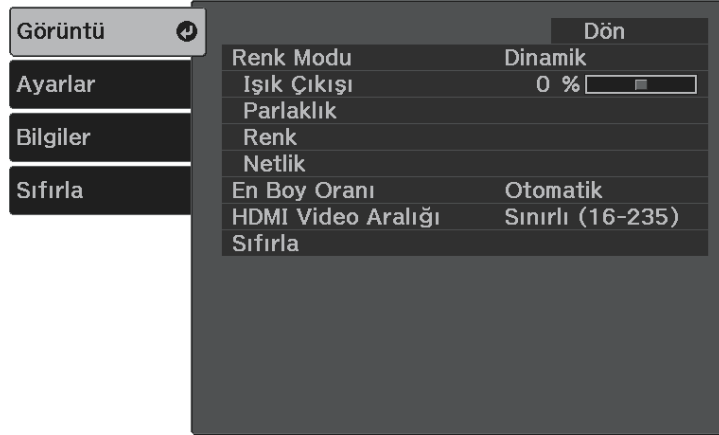 Görüntü
Ayarlar
Bilgiler
Sıfırla
Dön
Renk Modu Dinamik
Işık Çıkışı 0 %
Parlaklık
Renk
Netlik
En Boy Oranı Otomatik
HDMI Video Aralığı Sınırlı (16-235)
Sıfırla